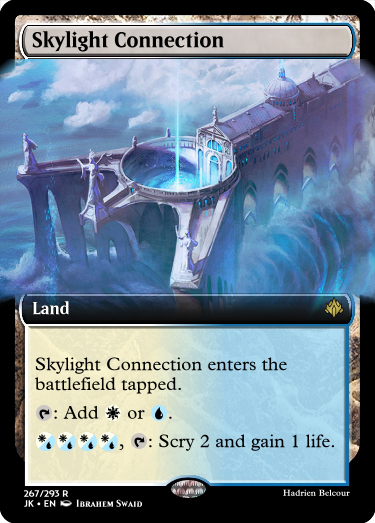 Skylight Connection
Land
Skylight Connection enters the
battlefield tapped.
: Add or .
, : Scry 2 and gain 1 life.
267/293 R
JK • EN Ibrahem Swaid
Hadrien Belcour